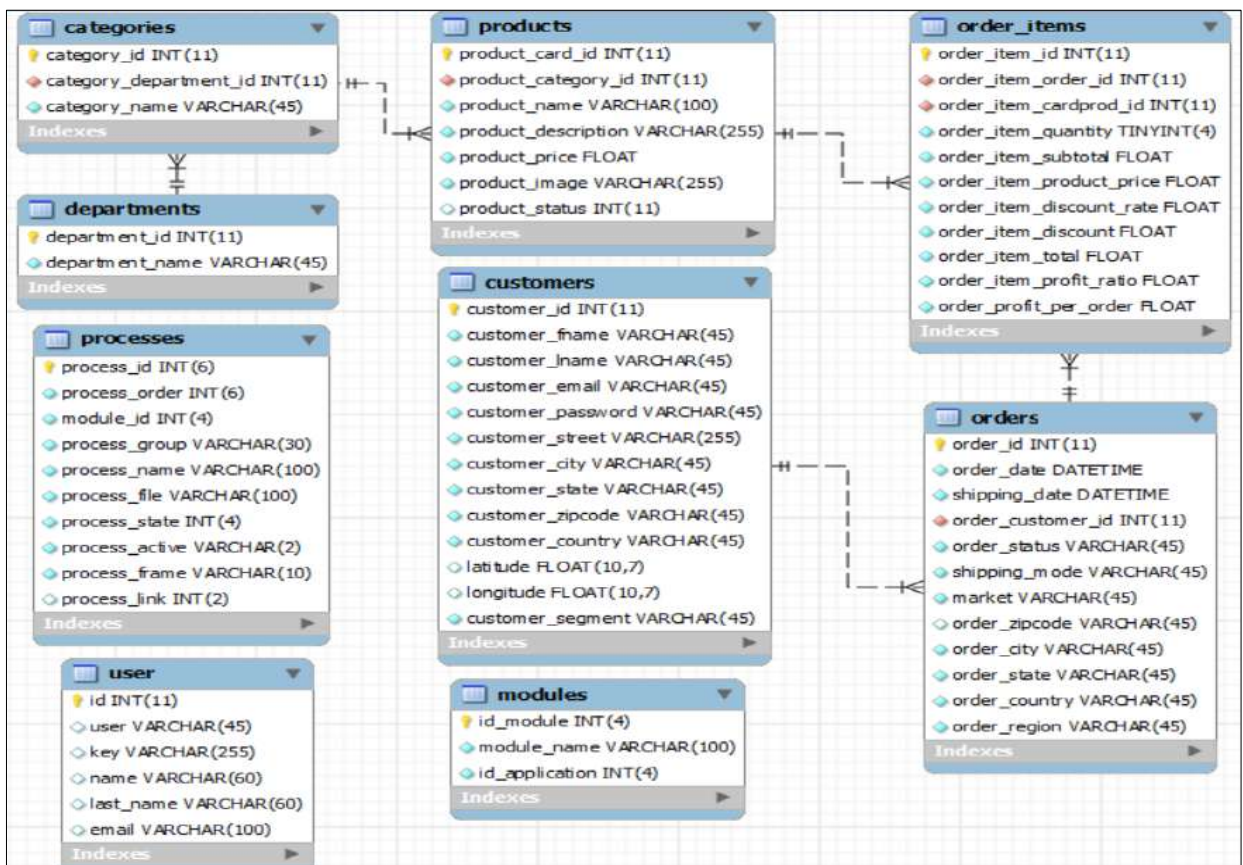 categories
category_id INT(11)
category_department_id INT(11)
category_name VARCHAR(45)
Indexes
departments
department_id INT(11)
department_name VARCHAR(45)
Indexes
processes
process_id INT(6)
process_order INT(6)
module_id INT(4)
process_group VARCHAR(30)
process_name VARCHAR(100)
process_file VARCHAR(100)
process_state INT(4)
process_active VARCHAR(2)
process_frame VARCHAR(10)
process_link INT(2)
Indexes
user
id INT(11)
user VARCHAR(45)
key VARCHAR(255)
name VARCHAR(60)
last_name VARCHAR(60)
email VARCHAR(100)
Indexes
products
product_card_id INT(11)
product_category_id INT(11)
product_name VARCHAR(100)
product_description VARCHAR(255)
product_price FLOAT
product_image VARCHAR(255)
product_status INT(11)
Indexes
customers
customer_id INT(11)
customer_fname VARCHAR(45)
customer_lname VARCHAR(45)
customer_email VARCHAR(45)
customer_password VARCHAR(45)
customer_street VARCHAR(255)
customer_city VARCHAR(45)
customer_state VARCHAR(45)
customer_zipcode VARCHAR(45)
customer_country VARCHAR(45)
latitude FLOAT(10,7)
longitude FLOAT(10,7)
customer_segment VARCHAR(45)
Indexes
modules
id_module INT(4)
module_name VARCHAR(100)
id_application INT(4)
Indexes
order_items
order_item_id INT(11)
order_item_order_id INT(11)
order_item_cardprod_id INT(11)
order_item_quantity TINYINT(4)
order_item_subtotal FLOAT
order_item_product_price FLOAT
order_item_discount_rate FLOAT
order_item_discount FLOAT
order_item_total FLOAT
order_item_profit_ratio FLOAT
order_profit_per_order FLOAT
Indexes
orders
order_id INT(11)
order_date DATETIME
shipping_date DATETIME
order_customer_id INT(11)
order_status VARCHAR(45)
shipping_mode VARCHAR(45)
market VARCHAR(45)
order_zipcode VARCHAR(45)
order_city VARCHAR(45)
order_state VARCHAR(45)
order_country VARCHAR(45)
order_region VARCHAR(45)
Indexes